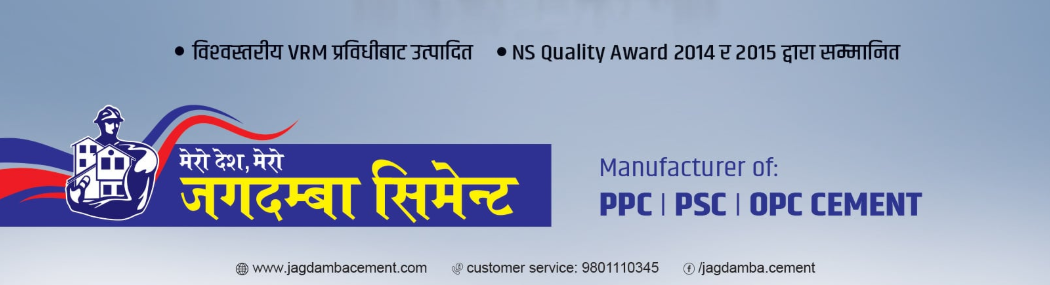 • विश्वस्तरीय VRM प्रविधीबाट उत्पादित • NS Quality Award 2014 र 2015 द्वारा सम्मानित
मेरो देश, मेरो
जगदम्बा सिमेन्ट
Manufacturer of:
PPC | PSC | OPC CEMENT
www.jagdambacement.com customer service: 9801110345 /jagdamba.cement